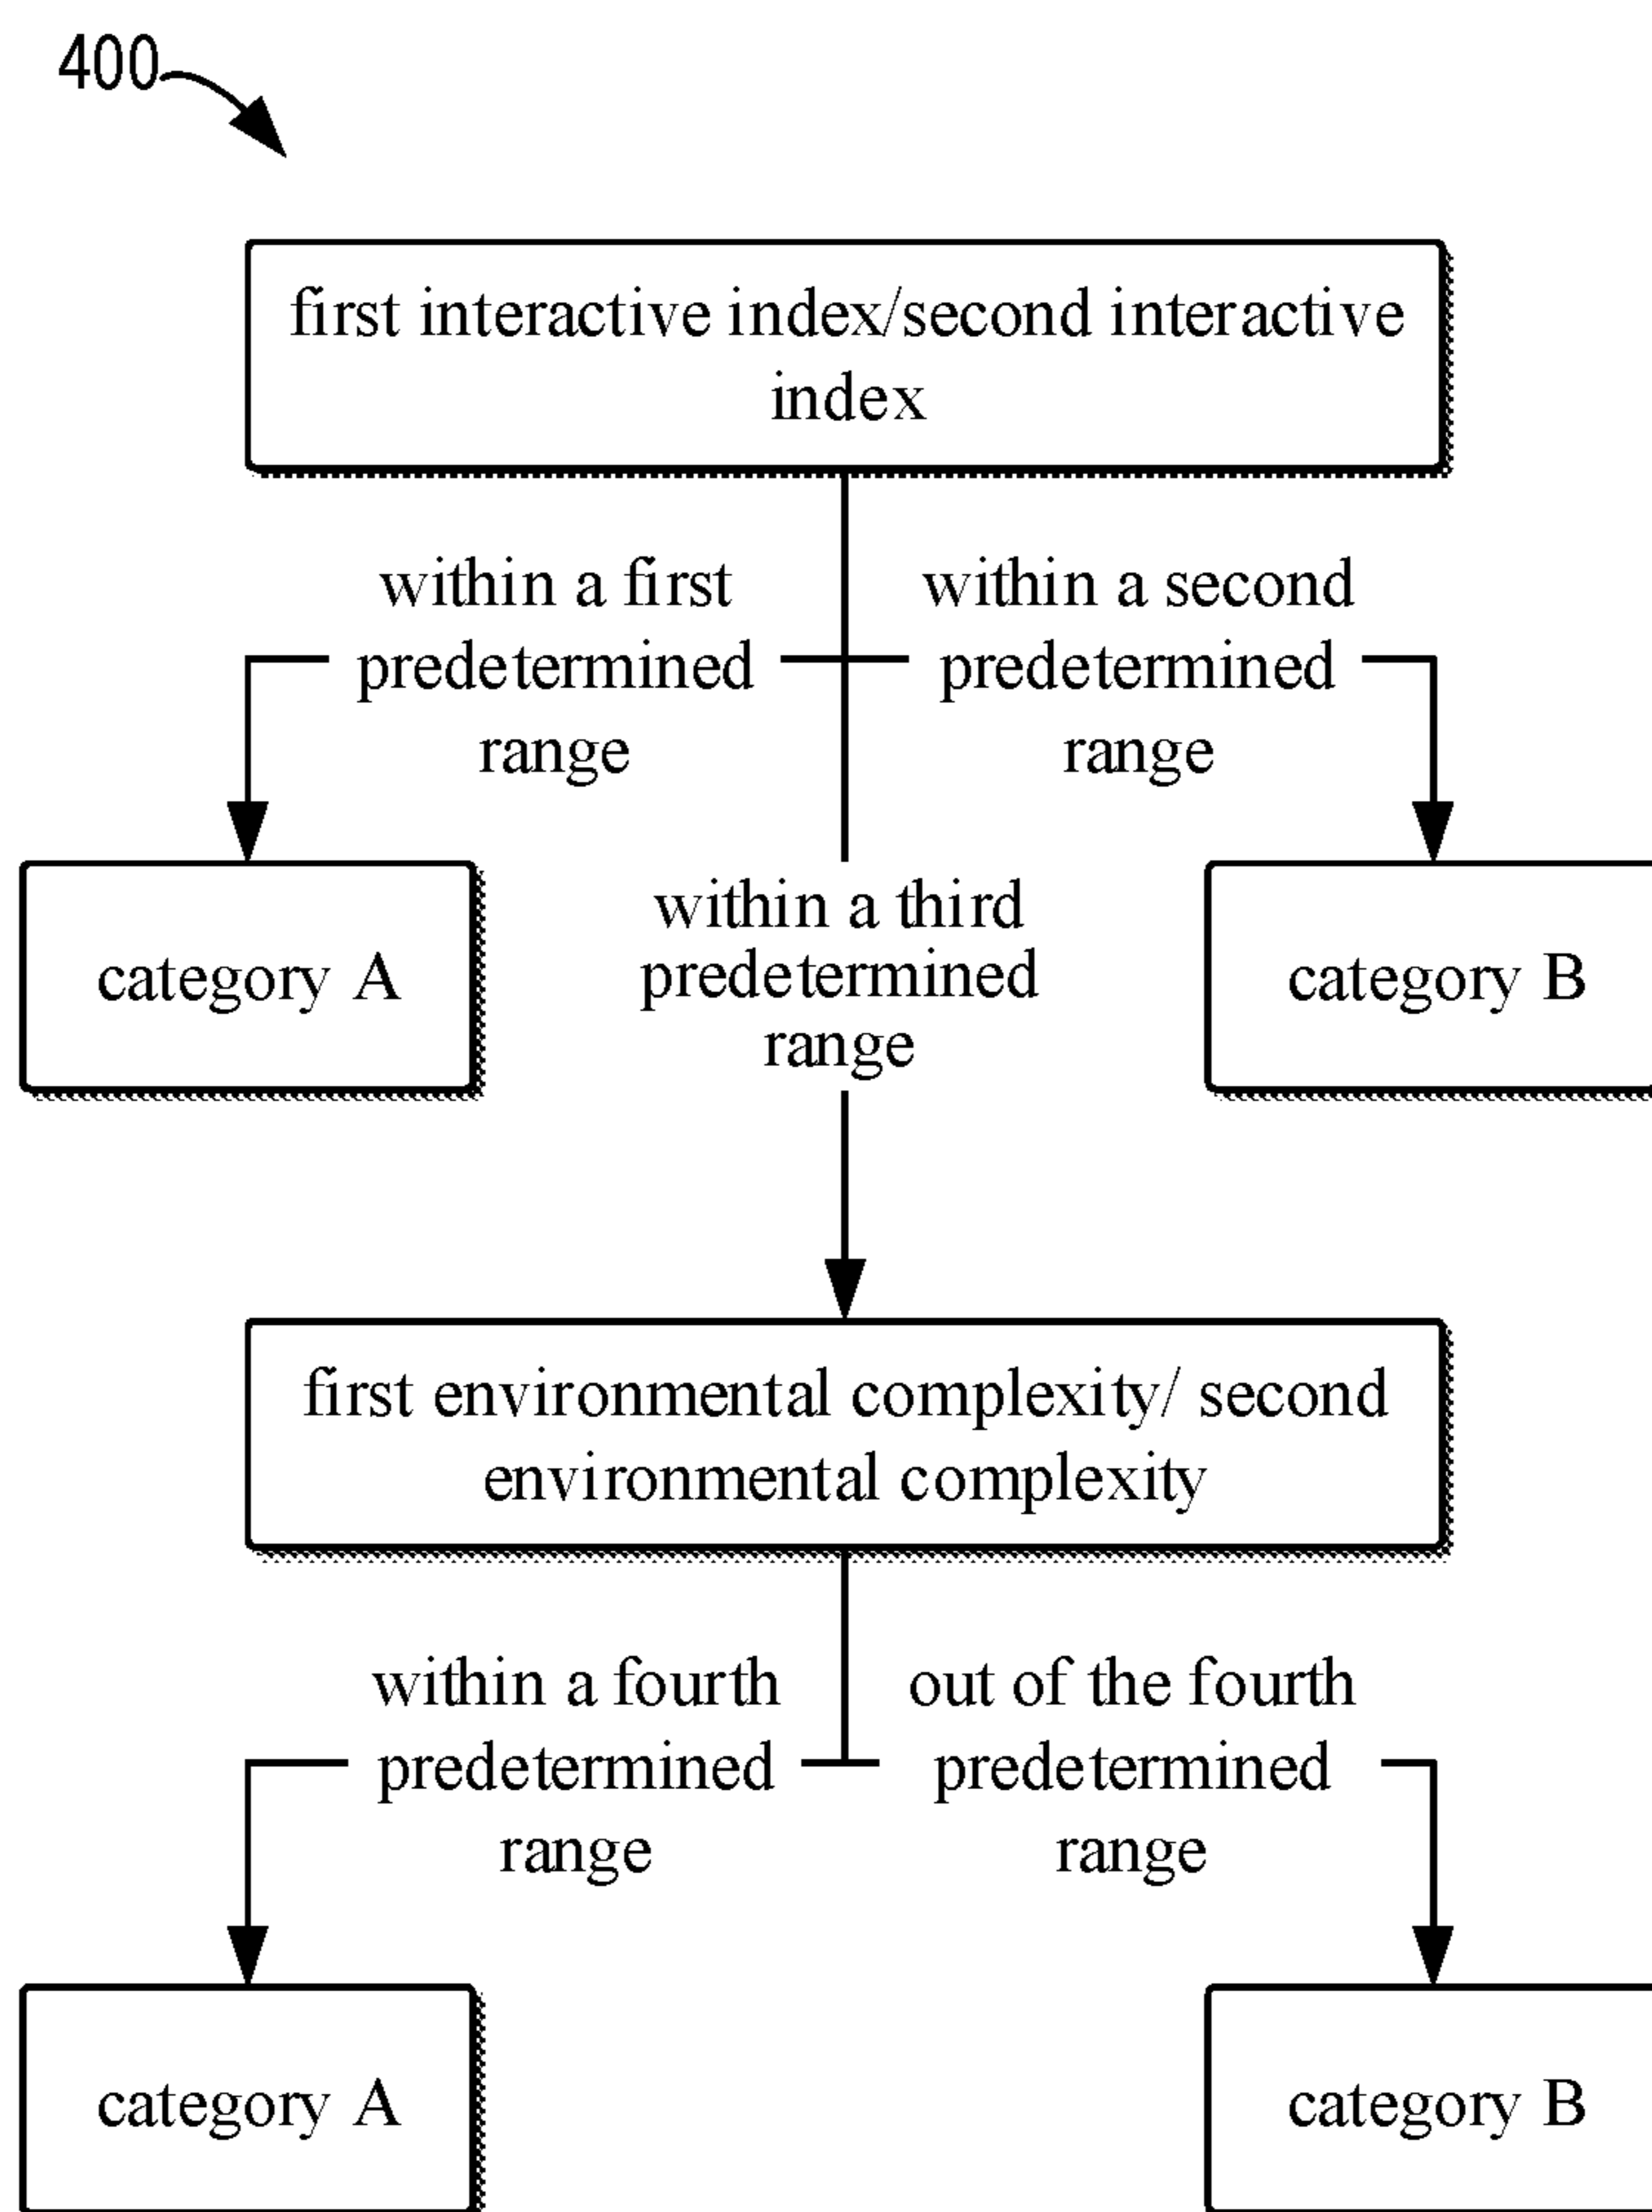 400
first interactive index/second interactive
index
within a first
predetermined
range
within a second
predetermined
range
category A
within a third
predetermined
range
category B
first environmental complexity/ second
environmental complexity
within a fourth
predetermined
range
out of the fourth
predetermined
range
category A
category B